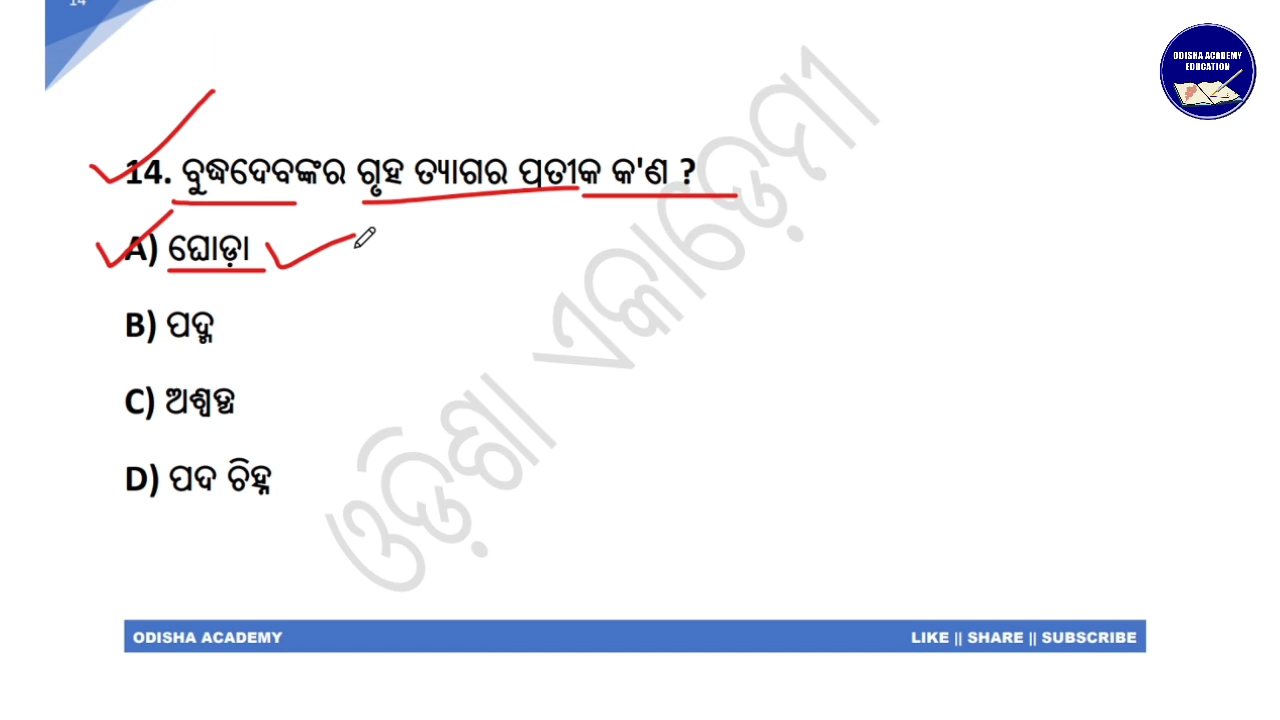 14
ODISHA ACADEMY
EDUCATION
14. ବୁଦ୍ଧଦେବଙ୍କର ଗୃହ ତ୍ୟାଗର ପ୍ରତୀକ କ'ଣ ?
A) ଘୋଡ଼ା
B) ପଦ୍ମ
C) ଅଶ୍ୱତ୍ଥ
D) ପଦ ଚିହ୍ନ
ଓଡ଼ିଶା ଏକାଡ଼େମୀ
ODISHA ACADEMY
LIKE || SHARE || SUBSCRIBE